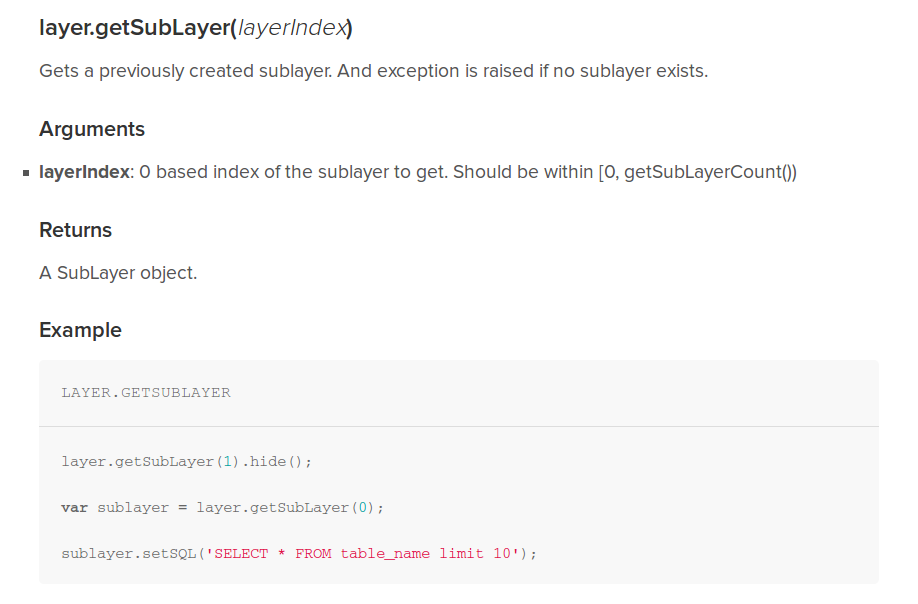 layer.getSubLayer(layerIndex)
Gets a previously created sublayer. And exception is raised if no sublayer exists.
Arguments
layerIndex: 0 based index of the sublayer to get. Should be within [0, getSubLayerCount())
Returns
A SubLayer object.
Example
LAYER.GETSUBLAYER
layer.getSubLayer(1).hide();
var sublayer = layer.getSubLayer(0);
sublayer.setSQL('SELECT * FROM table_name limit 10');